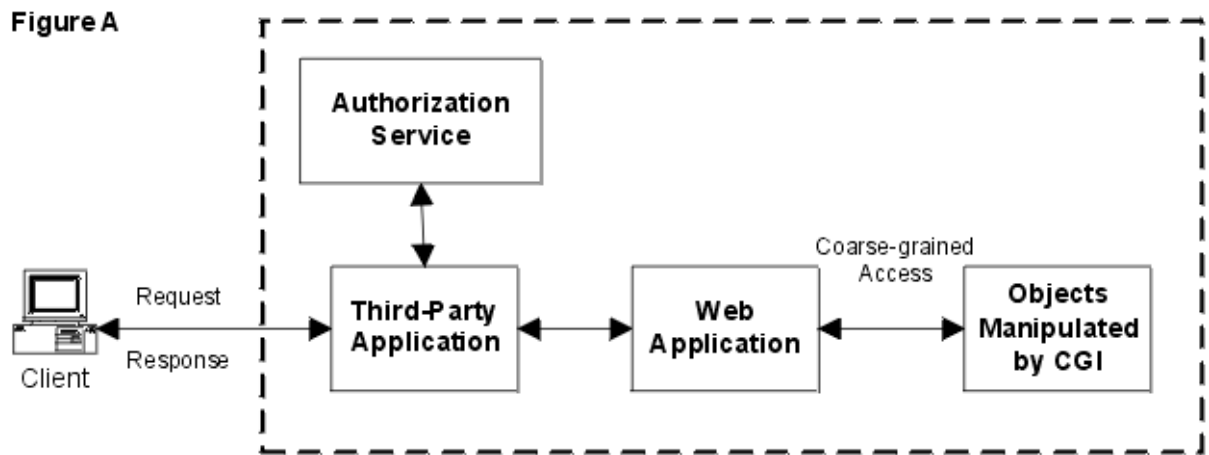 Figure A
Authorization
Service
Coarse-grained
Access
Request
Response
Client
Third-Party
Application
Web
Application
Objects
Manipulated
by CGI